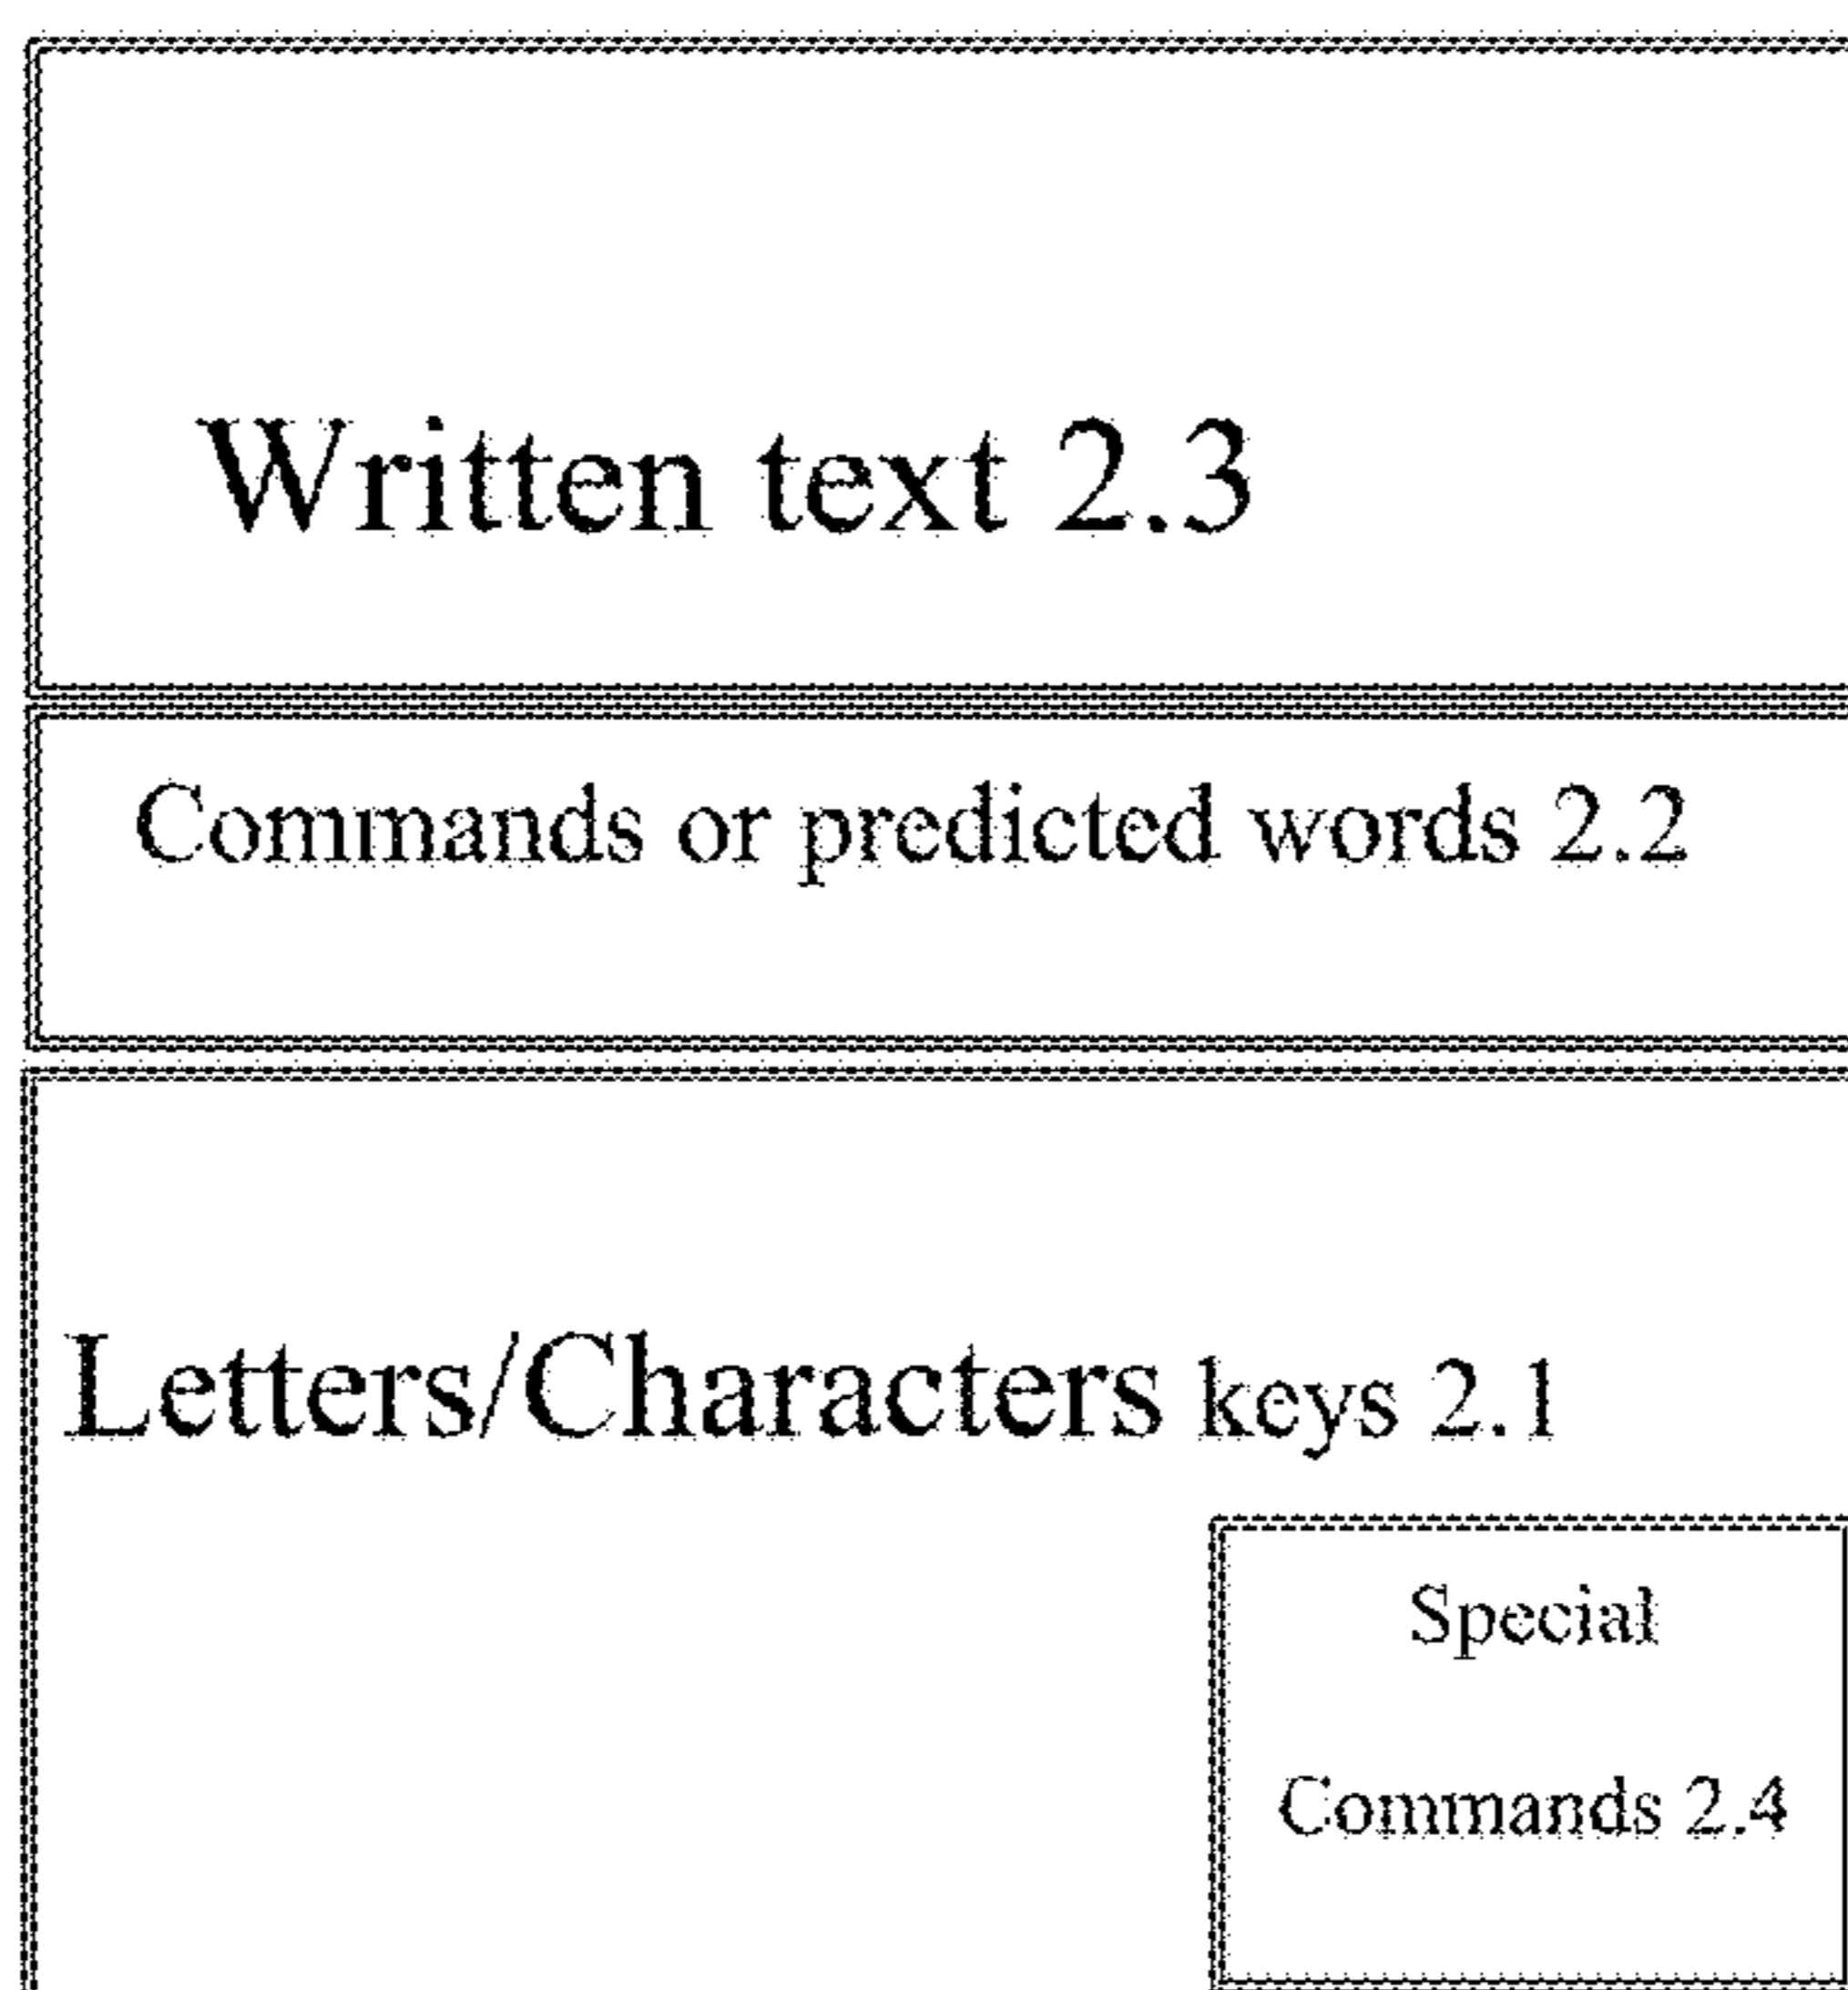 Written text 2.3
Commands or predicted words 2.2
Letters/Characters keys 2.1
Special
Commands 2.4